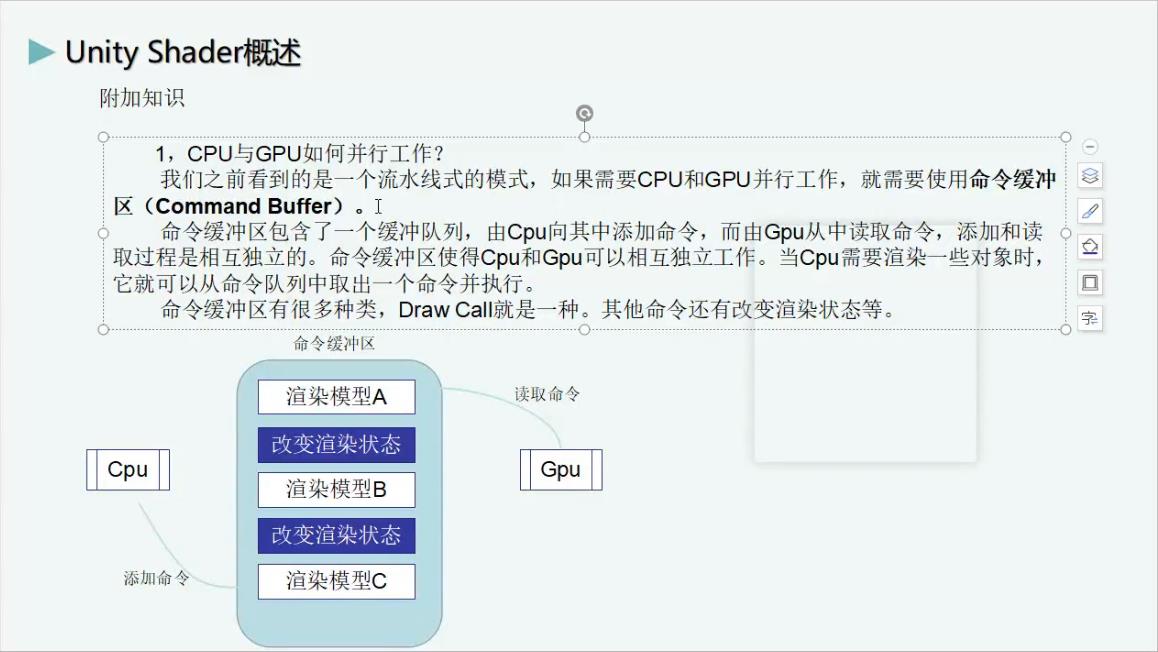 Unity Shader概述
附加知识
1，CPU与GPU如何并行工作？
我们之前看到的是一个流水线式的模式，如果需要CPU和GPU并行工作，就需要使用命令缓冲
区（Command Buffer）。
命令缓冲区包含了一个缓冲队列，由Cpu向其中添加命令，而由Gpu从中读取命令，添加和读
取过程是相互独立的。命令缓冲区使得Cpu和Gpu可以相互独立工作。当Cpu需要渲染一些对象时，
它就可以从命令队列中取出一个命令并执行。
命令缓冲区有很多种类，Draw Call就是一种。其他命令还有改变渲染状态等。
字
命令缓冲区
渲染模型A
读取命令
改变渲染状态
Cpu
Gpu
渲染模型B
改变渲染状态
添加命令
渲染模型C